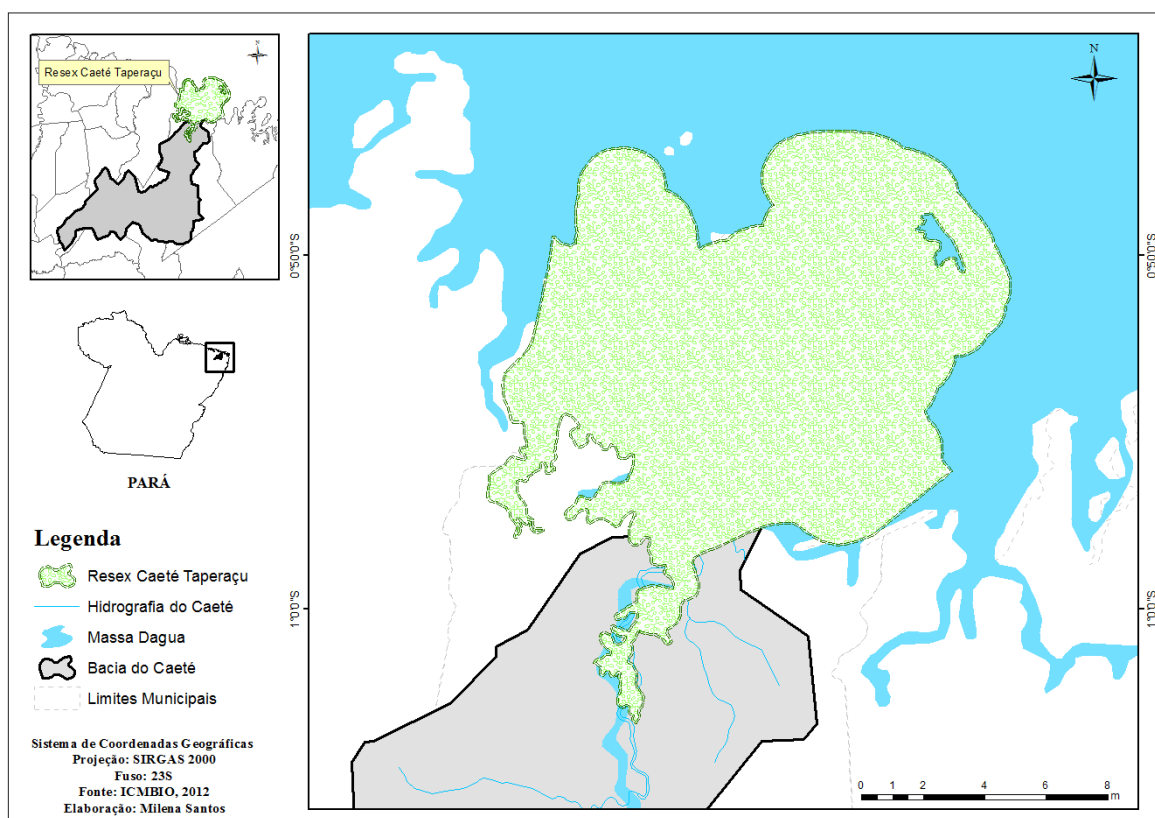 N
Resex Caeté Taperaçu
PARÁ
Legenda
Resex Caeté Taperaçu
Hidrografia do Caeté
Massa Dagua
Bacia do Caeté
Limites Municipais
Sistema de Coordenadas Geográficas
Projeção: SIRGAS 2000
Fuso: 23S
Fonte: ICMBIO, 2012
Elaboração: Milena Santos
N
0°50'0"S
0°50'0"S
1°0'0"S
1°0'0"S
0 1 2 4 6 8
m